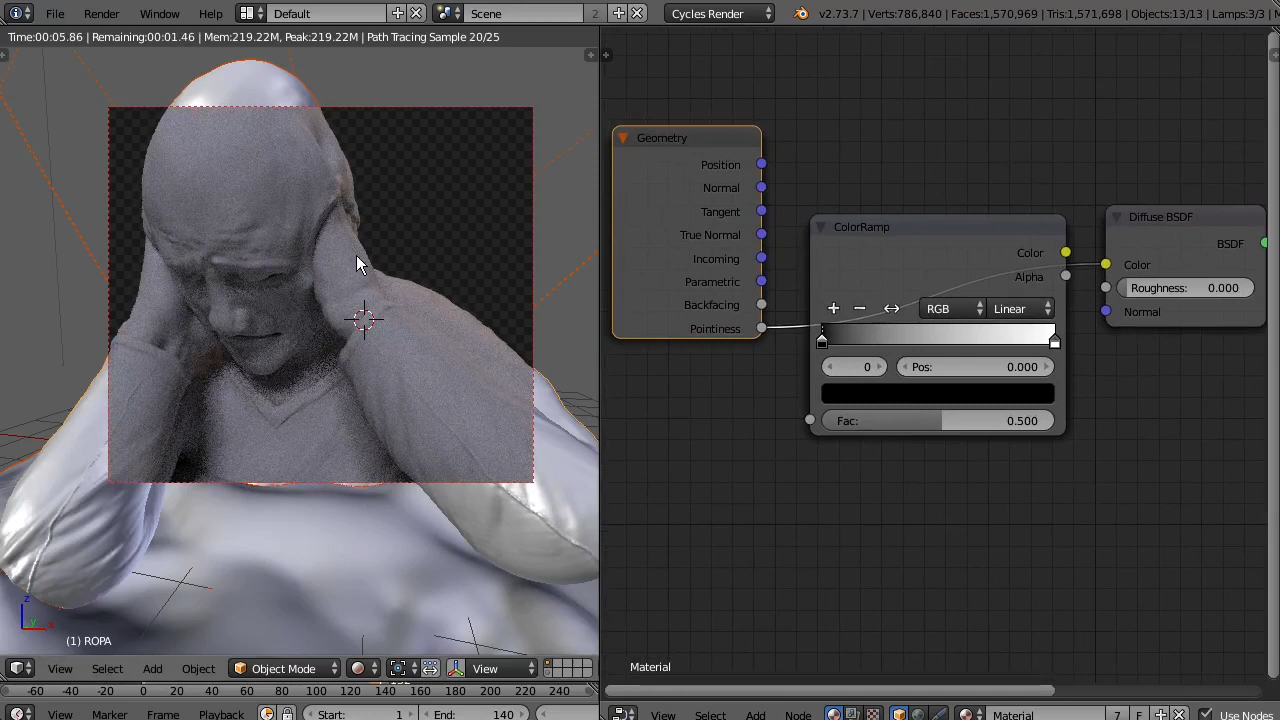 File Render Window Help Default Scene 2 Cycles Render v2.73.7 | Verts:786,840 | Faces:1,570,969 | Tris:1,571,698 | Objects:13/13 | Lamps:3/3 |
Time:00:05.86 | Remaining:00:01.46 | Mem:219.22M, Peak:219.22M | Path Tracing Sample 20/25
Geometry
Position
Normal
Tangent
True Normal
Incoming
Parametric
Backfacing
Pointiness
ColorRamp
Color
Alpha
RGB Linear
0 Pos: 0.000
Fac: 0.500
Diffuse BSDF
BSDF
Color
Roughness: 0.000
Normal
z
y x
(1) ROPA
Material
View Select Add Object Object Mode View
-60 -40 -20 0 20 40 60 80 100 120 140 160 180 200 220 240
View Marker Frame Playback Start: 1 End: 140
View Select Add Node Material 7 F Use Nodes